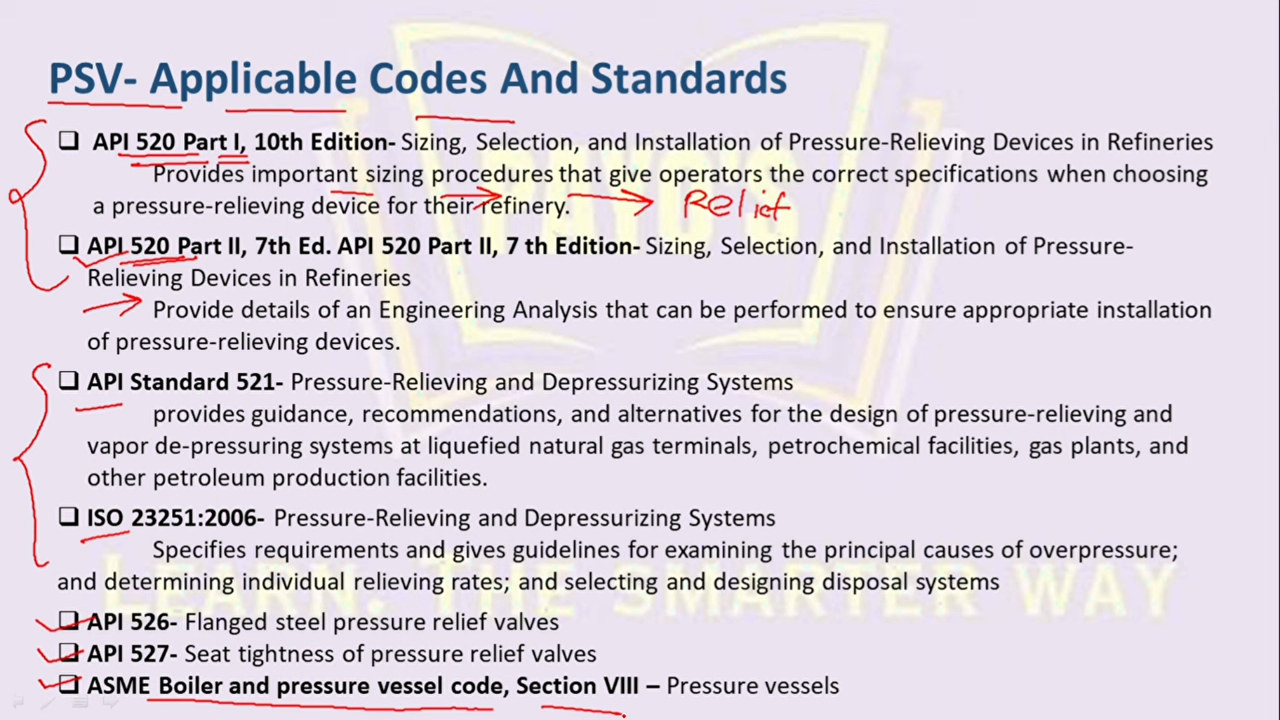 PSV- Applicable Codes And Standards
❑ API 520 Part I, 10th Edition- Sizing, Selection, and Installation of Pressure-Relieving Devices in Refineries
Provides important sizing procedures that give operators the correct specifications when choosing
a pressure-relieving device for their refinery.
Relief
❑ API 520 Part II, 7th Ed. API 520 Part II, 7 th Edition- Sizing, Selection, and Installation of Pressure-
Relieving Devices in Refineries
Provide details of an Engineering Analysis that can be performed to ensure appropriate installation
of pressure-relieving devices.
❑ API Standard 521- Pressure-Relieving and Depressurizing Systems
provides guidance, recommendations, and alternatives for the design of pressure-relieving and
vapor de-pressuring systems at liquefied natural gas terminals, petrochemical facilities, gas plants, and
other petroleum production facilities.
❑ ISO 23251:2006- Pressure-Relieving and Depressurizing Systems
Specifies requirements and gives guidelines for examining the principal causes of overpressure;
and determining individual relieving rates; and selecting and designing disposal systems
LEARN. THE SMARTER WAY
❑ API 526- Flanged steel pressure relief valves
❑ API 527- Seat tightness of pressure relief valves
❑ ASME Boiler and pressure vessel code, Section VIII – Pressure vessels